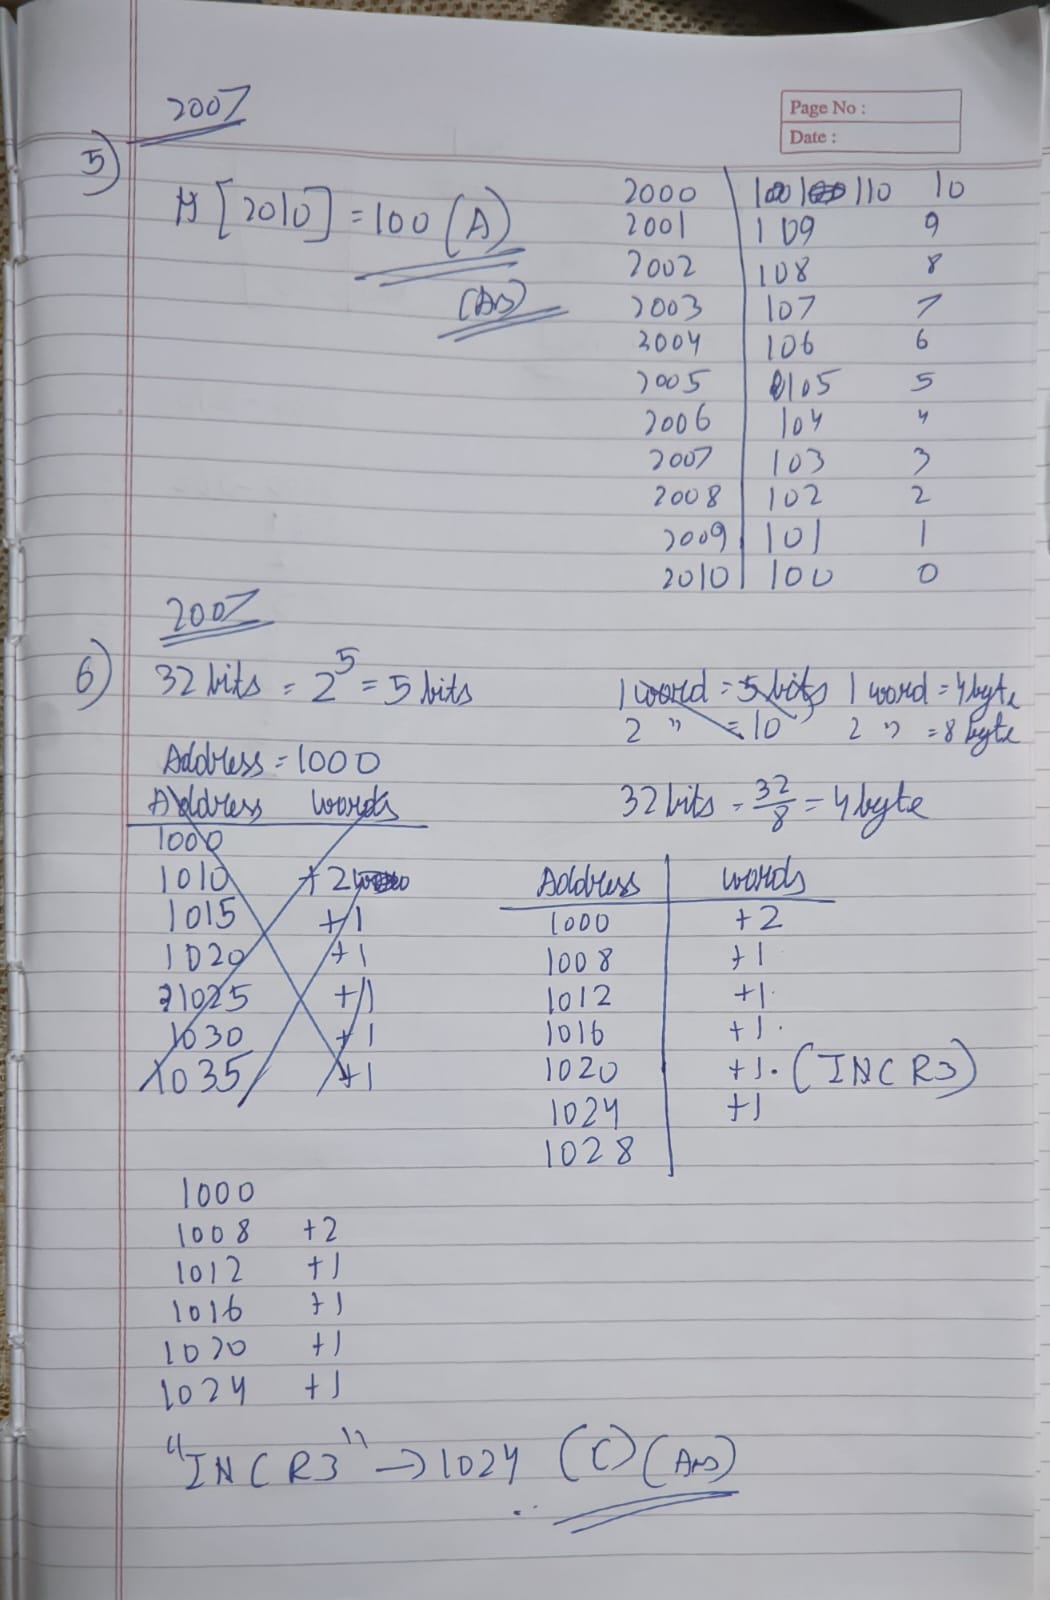 2007
Page No :
Date :
5)
M[2010] = 100 (A)
(Ans)
2000 | 110 10
2001 | 109 9
2002 | 108 8
2003 | 107 7
2004 | 106 6
2005 | 105 5
2006 | 104 4
2007 | 103 3
2008 | 102 2
2009 | 101 1
2010 | 100 0
2007
6) 32 bits = 2^5 = 5 bits
1 word = 5 bits
2 " = 10
1 word = 4 byte
2 " = 8 byte
Address = 1000
32 bits = 32/8 = 4 byte
Address words
1000
1010 +2
1015 +1
1020 +1
1025 +1
1030 +1
1035 +1
Address | words
1000 | +2
1008 | +1
1012 | +1
1016 | +1
1020 | +1. (INC R3)
1024 | +1
1028
1000
1008 +2
1012 +1
1016 +1
1020 +1
1024 +1
"INC R3" → 1024 (C) (Ans)